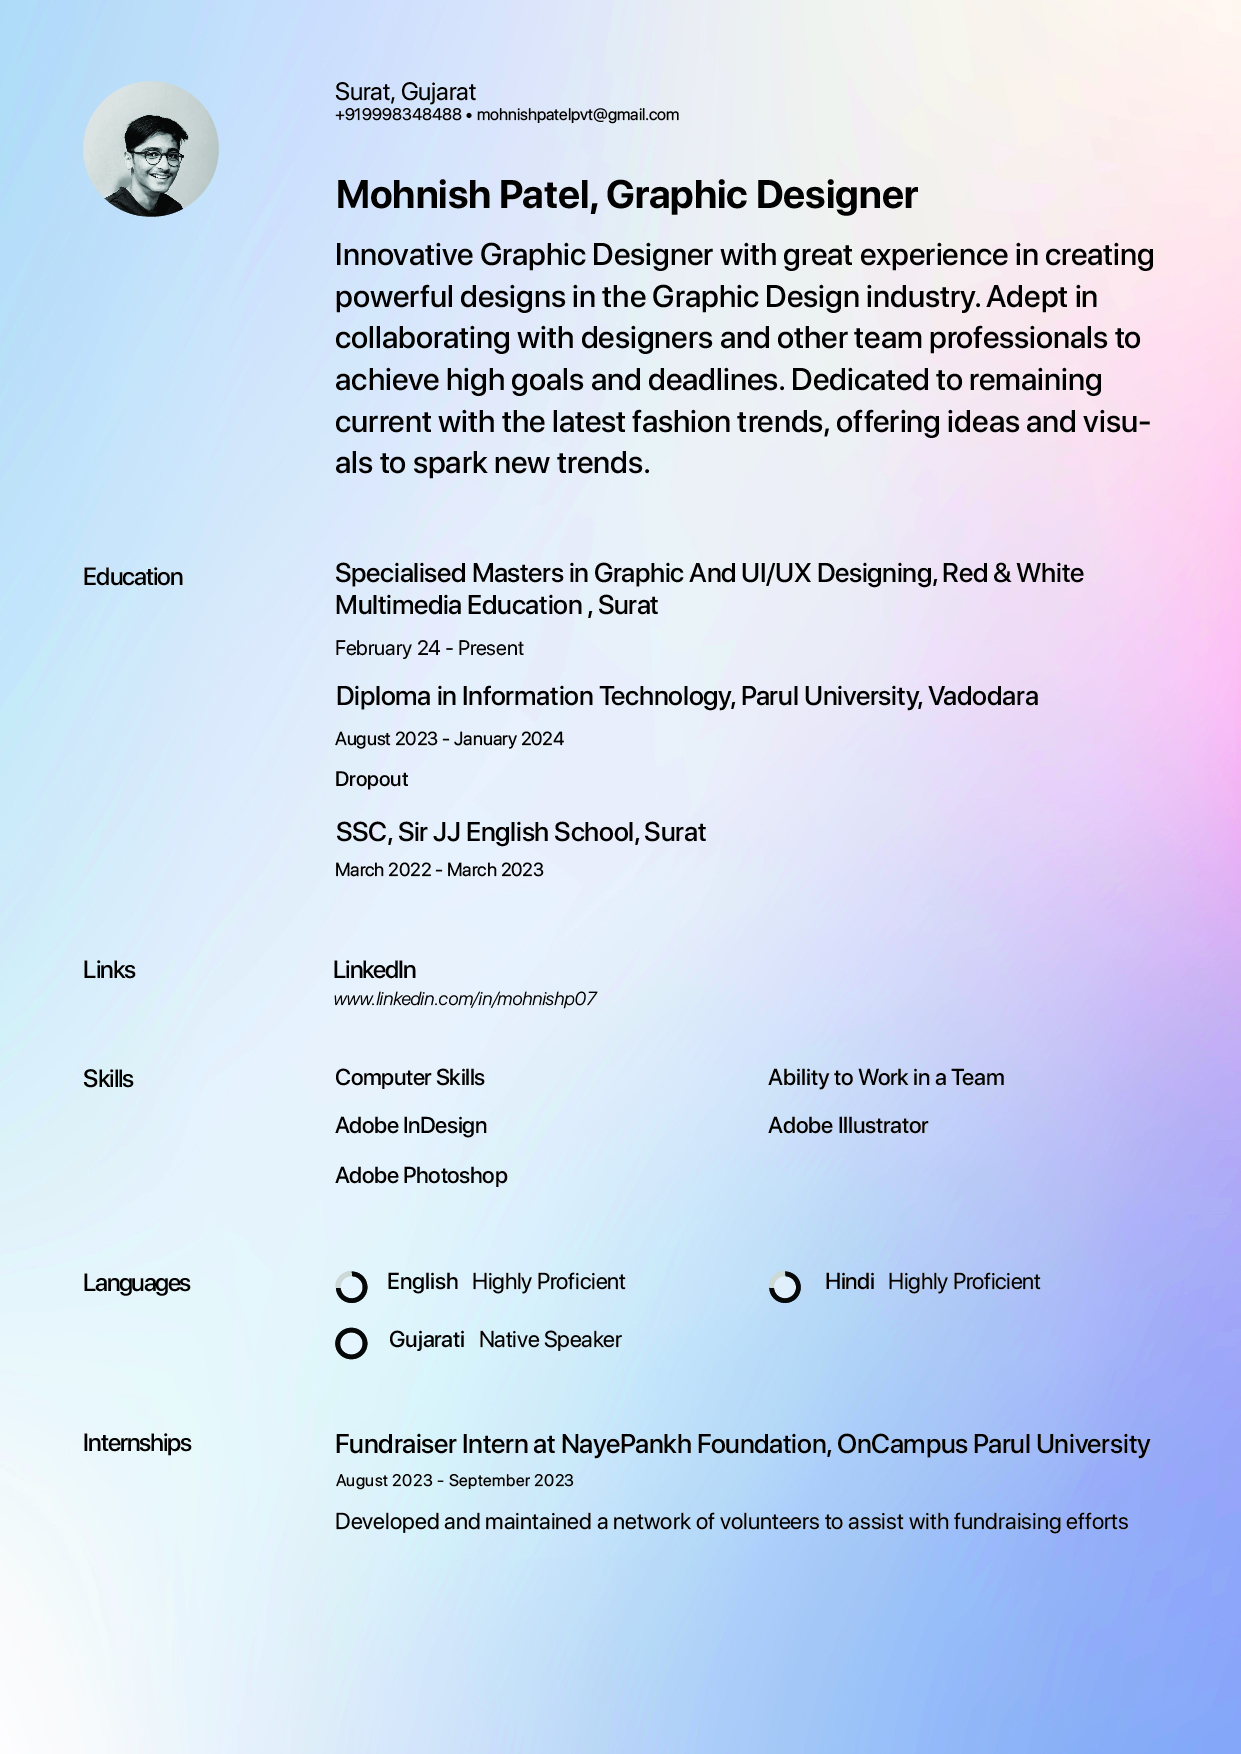 Surat, Gujarat
+919998348488 • mohnishpatelpvt@gmail.com
Mohnish Patel, Graphic Designer
Innovative Graphic Designer with great experience in creating
powerful designs in the Graphic Design industry. Adept in
collaborating with designers and other team professionals to
achieve high goals and deadlines. Dedicated to remaining
current with the latest fashion trends, offering ideas and visu-
als to spark new trends.
Education
Specialised Masters in Graphic And UI/UX Designing, Red & White
Multimedia Education , Surat
February 24 - Present
Diploma in Information Technology, Parul University, Vadodara
August 2023 - January 2024
Dropout
SSC, Sir JJ English School, Surat
March 2022 - March 2023
Links
LinkedIn
www.linkedin.com/in/mohnishp07
Skills
Computer Skills
Ability to Work in a Team
Adobe InDesign
Adobe Illustrator
Adobe Photoshop
Languages
English Highly Proficient
Hindi Highly Proficient
Gujarati Native Speaker
Internships
Fundraiser Intern at NayePankh Foundation, OnCampus Parul University
August 2023 - September 2023
Developed and maintained a network of volunteers to assist with fundraising efforts